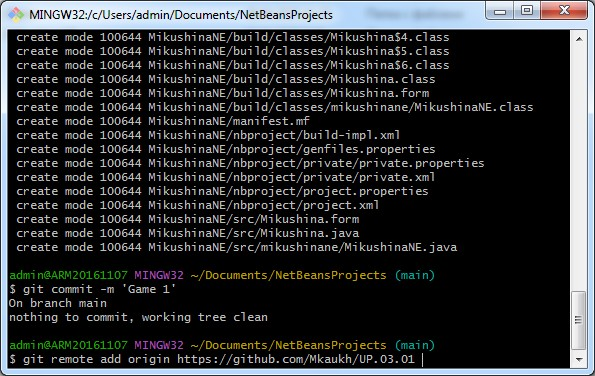 MINGW32:/c/Users/admin/Documents/NetBeansProjects
create mode 100644 MikushinaNE/build/classes/Mikushina$4.class
create mode 100644 MikushinaNE/build/classes/Mikushina$5.class
create mode 100644 MikushinaNE/build/classes/Mikushina$6.class
create mode 100644 MikushinaNE/build/classes/Mikushina.class
create mode 100644 MikushinaNE/build/classes/Mikushina.form
create mode 100644 MikushinaNE/build/classes/mikushinane/MikushinaNE.class
create mode 100644 MikushinaNE/manifest.mf
create mode 100644 MikushinaNE/nbproject/build-impl.xml
create mode 100644 MikushinaNE/nbproject/genfiles.properties
create mode 100644 MikushinaNE/nbproject/private/private.properties
create mode 100644 MikushinaNE/nbproject/private/private.xml
create mode 100644 MikushinaNE/nbproject/project.properties
create mode 100644 MikushinaNE/nbproject/project.xml
create mode 100644 MikushinaNE/src/Mikushina.form
create mode 100644 MikushinaNE/src/Mikushina.java
create mode 100644 MikushinaNE/src/mikushinane/MikushinaNE.java
admin@ARM20161107 MINGW32 ~/Documents/NetBeansProjects (main)
$ git commit -m 'Game 1'
On branch main
nothing to commit, working tree clean
admin@ARM20161107 MINGW32 ~/Documents/NetBeansProjects (main)
$ git remote add origin https://github.com/Mkaukh/UP.03.01